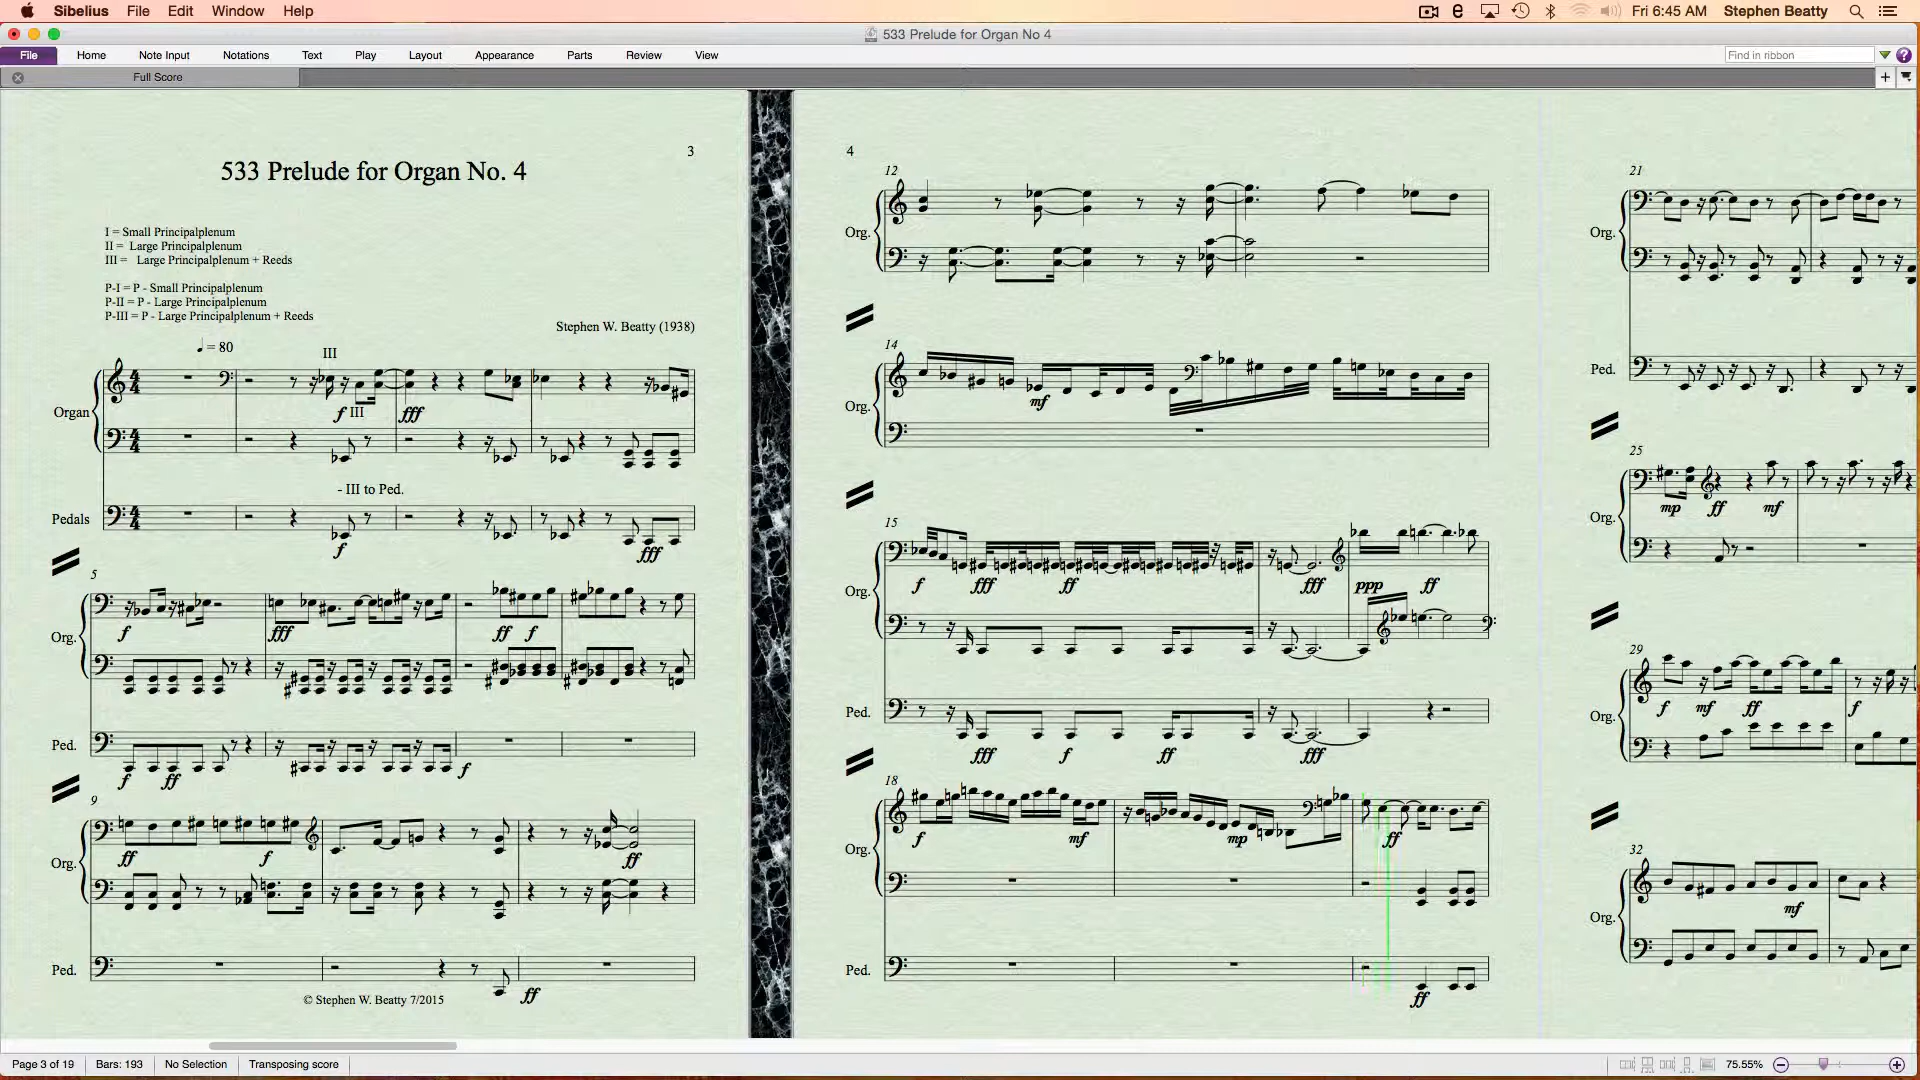 Sibelius File Edit Window Help Fri 6:45 AM Stephen Beatty
533 Prelude for Organ No 4
File Home Note Input Notations Text Play Layout Appearance Parts Review View Find in ribbon ?
Full Score +
3
533 Prelude for Organ No. 4
I = Small Principalplenum
II = Large Principalplenum
III = Large Principalplenum + Reeds
P-I = P - Small Principalplenum
P-II = P - Large Principalplenum
P-III = P - Large Principalplenum + Reeds
Stephen W. Beatty (1938)
= 80
III
Organ
f III fff
- III to Ped.
Pedals
f fff
5
Org.
f fff ff f
Ped.
f ff f
9
Org.
ff f ff
Ped.
ff
© Stephen W. Beatty 7/2015
4
12
Org.
14
Org.
mf
15
Org.
f fff ff fff ppp ff
Ped.
fff f ff fff
18
Org.
f mf mp ff
Ped.
ff
21
Org.
Ped.
25
Org.
mp ff mf
29
Org.
f mf ff f
32
Org.
mf
Page 3 of 19 Bars: 193 No Selection Transposing score 75.55%